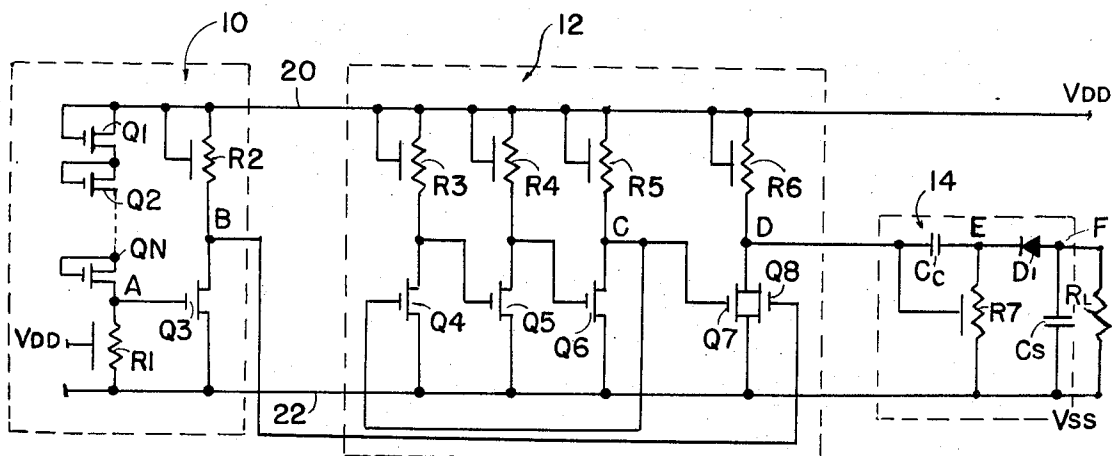 10
12
20
VDD
Q1
R2
R3
R4
R5
R6
Q2
14
B
C
D
E
F
QN
A
CC
D1
Q8
Q3
Q4
Q5
Q6
Q7
R7
RL
VDD
R1
CS
22
VSS